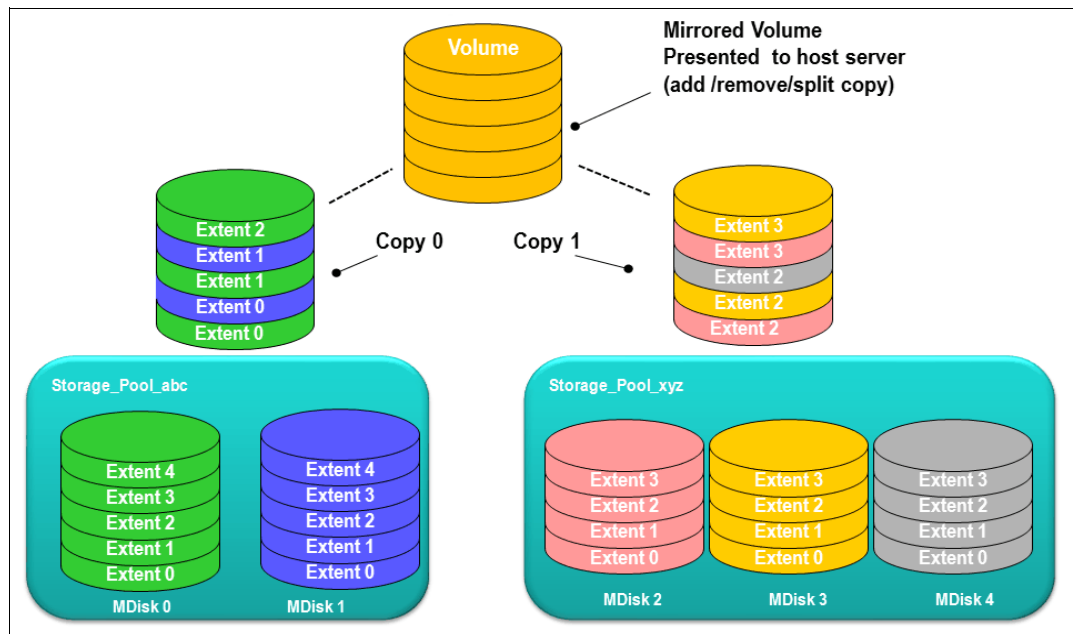 Volume
Mirrored Volume
Presented to host server
(add /remove/split copy)
Extent 2
Extent 1
Extent 1
Extent 0
Extent 0
Copy 0
Copy 1
Extent 3
Extent 3
Extent 2
Extent 2
Extent 2
Storage_Pool_abc
Extent 4
Extent 3
Extent 2
Extent 1
Extent 0
MDisk 0
Extent 4
Extent 3
Extent 2
Extent 1
Extent 0
MDisk 1
Storage_Pool_xyz
Extent 3
Extent 2
Extent 1
Extent 0
MDisk 2
Extent 3
Extent 2
Extent 1
Extent 0
MDisk 3
Extent 3
Extent 2
Extent 1
Extent 0
MDisk 4